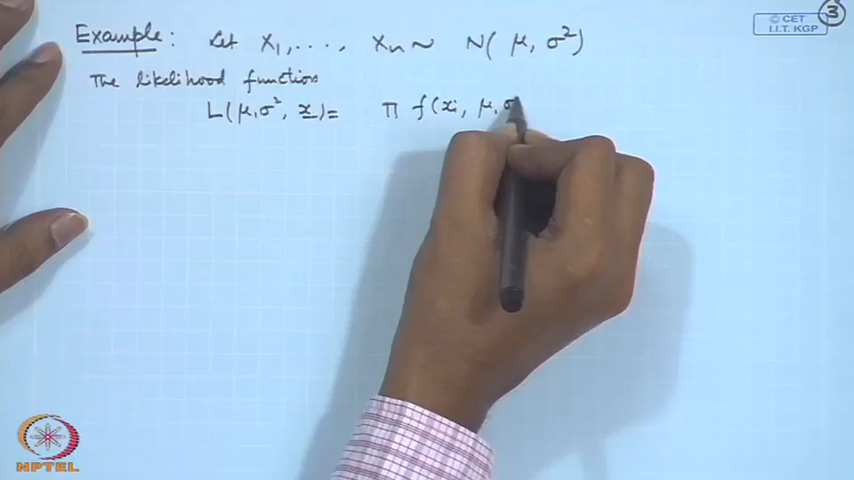 Example: Let X₁, ...., Xₙ ~ N( μ, σ²)
© CET
I.I.T. KGP
3
The likelihood function
L(μ, σ², x) = π f(xi, μ, σ
NPTEL